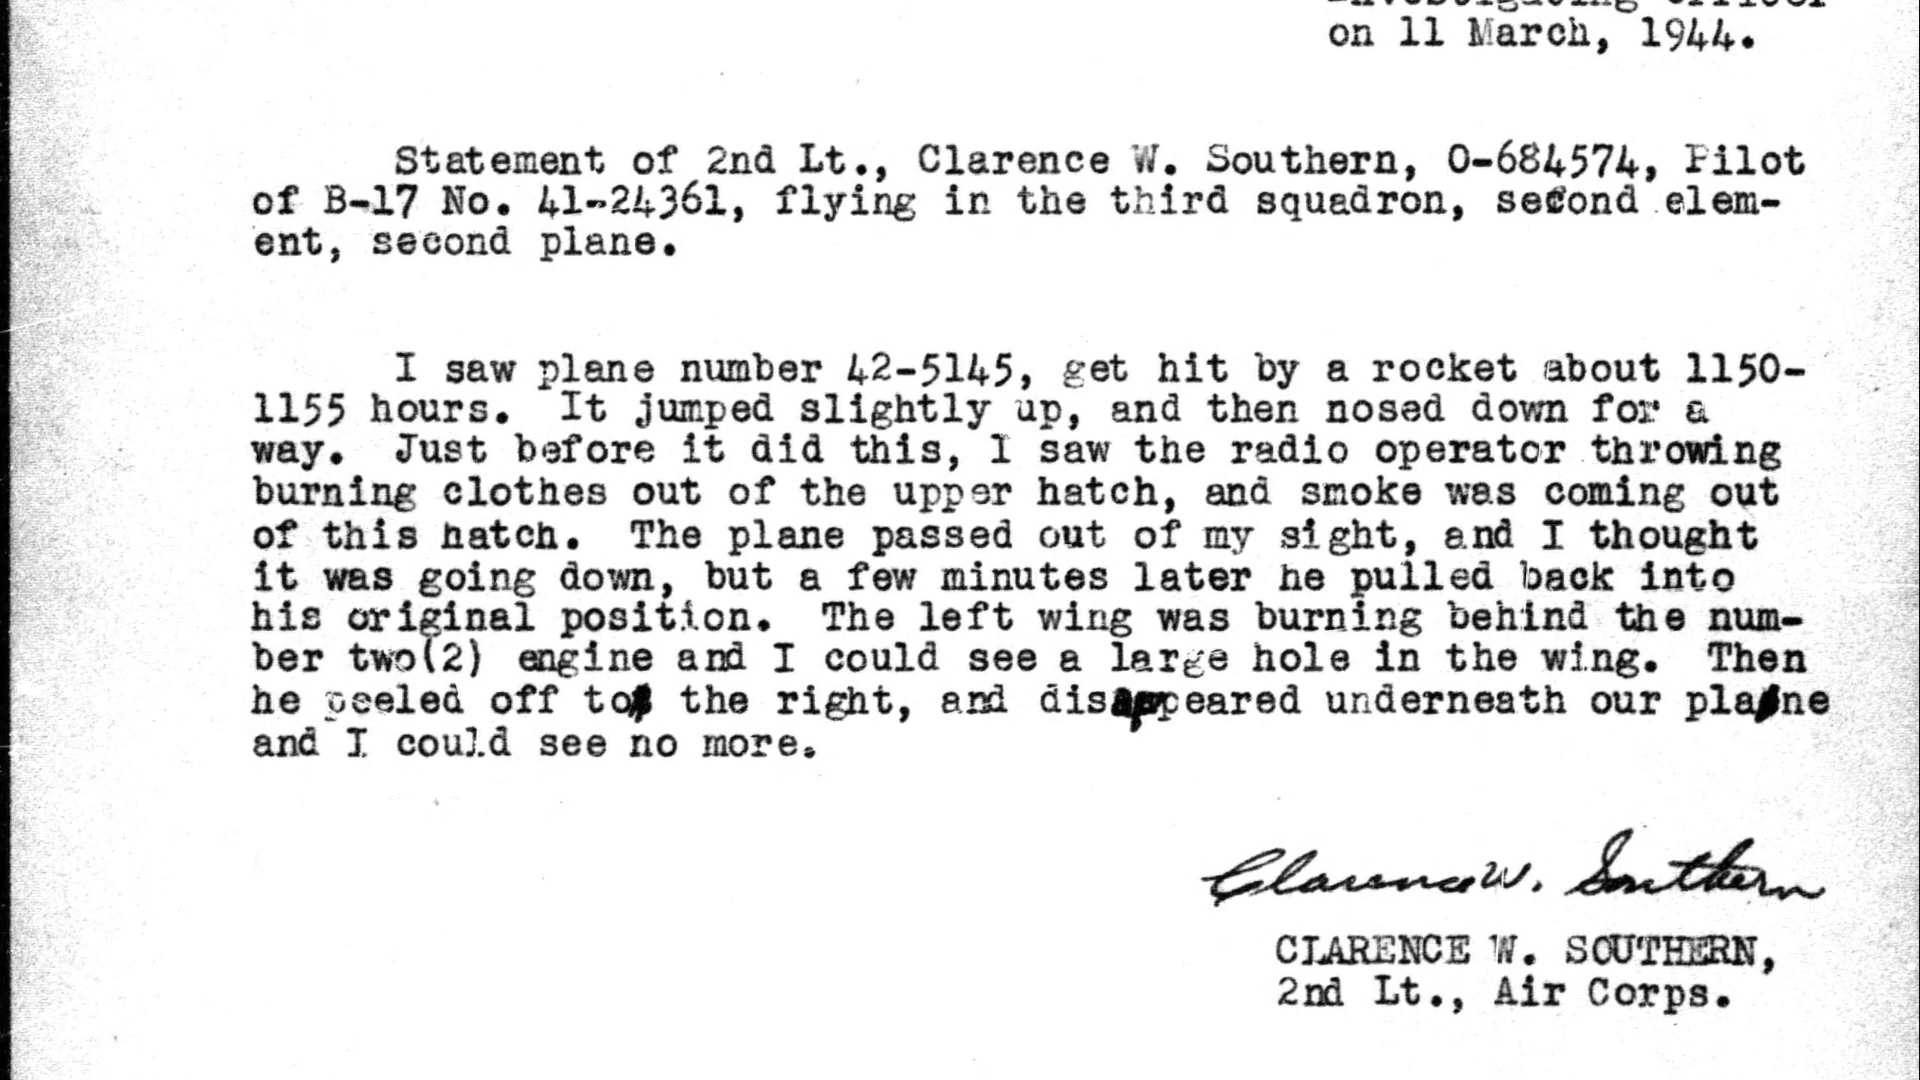 Investigating Officer
on 11 March, 1944.
Statement of 2nd Lt., Clarence W. Southern, O-684574, Pilot
of B-17 No. 41-24361, flying in the third squadron, second elem-
ent, second plane.
I saw plane number 42-5145, get hit by a rocket about 1150-
1155 hours. It jumped slightly up, and then nosed down for a
way. Just before it did this, I saw the radio operator throwing
burning clothes out of the upper hatch, and smoke was coming out
of this hatch. The plane passed out of my sight, and I thought
it was going down, but a few minutes later he pulled back into
his original position. The left wing was burning behind the num-
ber two(2) engine and I could see a large hole in the wing. Then
he peeled off to the right, and disappeared underneath our plane
and I could see no more.
Clarence W. Southern
CLARENCE W. SOUTHERN,
2nd Lt., Air Corps.